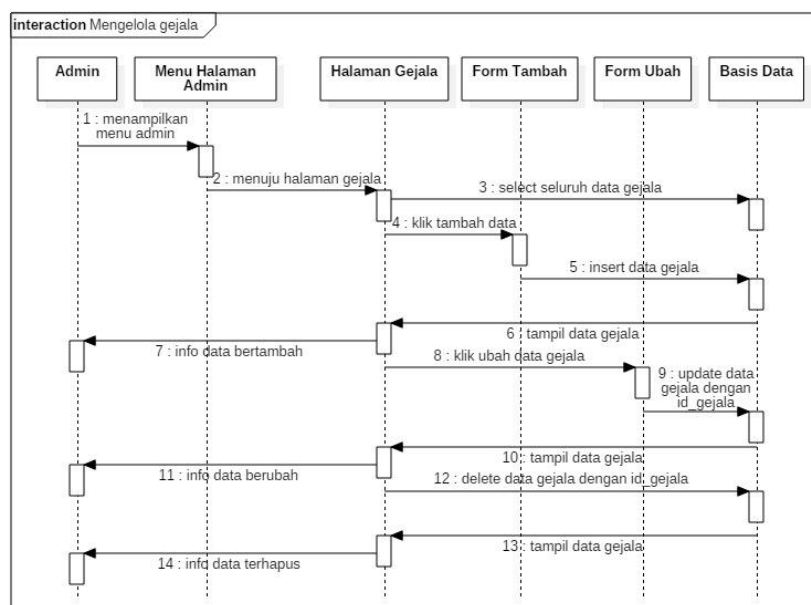 interaction Mengelola gejala
Admin
Menu Halaman
Admin
Halaman Gejala
Form Tambah
Form Ubah
Basis Data
1 : menampilkan
menu admin
2 : menuju halaman gejala
3 : select seluruh data gejala
4 : klik tambah data
5 : insert data gejala
6 : tampil data gejala
7 : info data bertambah
8 : klik ubah data gejala
9 : update data
gejala dengan
id_gejala
10 : tampil data gejala
11 : info data berubah
12 : delete data gejala dengan id_gejala
13 : tampil data gejala
14 : info data terhapus